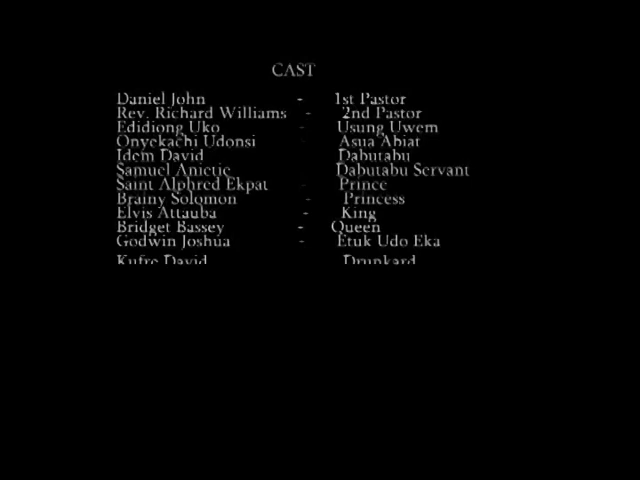 CAST
Daniel John - 1st Pastor
Rev. Richard Williams - 2nd Pastor
Edidiong Uko - Usung Uwem
Onyekachi Udonsi - Asua Abiat
Idem David Dabutabu
Samuel Anietie Dabutabu Servant
Saint Alphred Ekpat - Prince
Brainy Solomon - Princess
Elvis Attauba - King
Bridget Bassey - Queen
Godwin Joshua - Etuk Udo Eka
Kufre David Drunkard